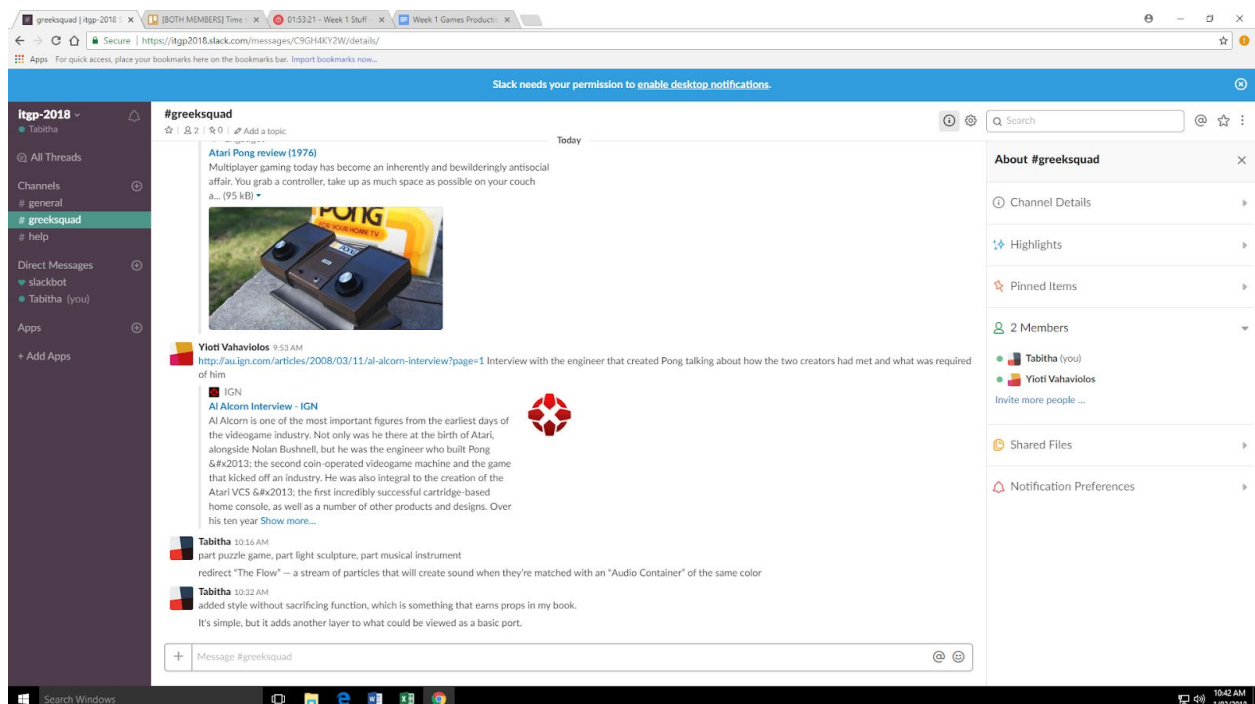 greeksquad | itgp-2018
[BOTH MEMBERS] Time
01:53:21 - Week 1 Stuff -
Week 1 Games Productic
Secure | https://itgp2018.slack.com/messages/C9GH4KY2W/details/
Apps For quick access, place your bookmarks here on the bookmarks bar. Import bookmarks now...
Slack needs your permission to enable desktop notifications.
itgp-2018
Tabitha
All Threads
Channels
# general
# greeksquad
# help
Direct Messages
slackbot
Tabitha (you)
Apps
+ Add Apps
#greeksquad
2 | 0 | Add a topic
Search
Today
Atari Pong review (1976)
Multiplayer gaming today has become an inherently and bewilderingly antisocial
affair. You grab a controller, take up as much space as possible on your couch
a... (95 kB)
PONG
FOR YOUR HOME TV
Yioti Vahaviolos 9:53 AM
http://au.ign.com/articles/2008/03/11/al-alcorn-interview?page=1 Interview with the engineer that created Pong talking about how the two creators had met and what was required
of him
IGN
Al Alcorn Interview - IGN
Al Alcorn is one of the most important figures from the earliest days of
the videogame industry. Not only was he there at the birth of Atari,
alongside Nolan Bushnell, but he was the engineer who built Pong
&#x2013; the second coin-operated videogame machine and the game
that kicked off an industry. He was also integral to the creation of the
Atari VCS &#x2013; the first incredibly successful cartridge-based
home console, as well as a number of other products and designs. Over
his ten year Show more...
Tabitha 10:16 AM
part puzzle game, part light sculpture, part musical instrument
redirect “The Flow” — a stream of particles that will create sound when they're matched with an “Audio Container” of the same color
Tabitha 10:32 AM
added style without sacrificing function, which is something that earns props in my book.
It's simple, but it adds another layer to what could be viewed as a basic port.
Message #greeksquad
About #greeksquad
Channel Details
Highlights
Pinned Items
2 Members
Tabitha (you)
Yioti Vahaviolos
Invite more people ...
Shared Files
Notification Preferences
Search Windows
10:42 AM